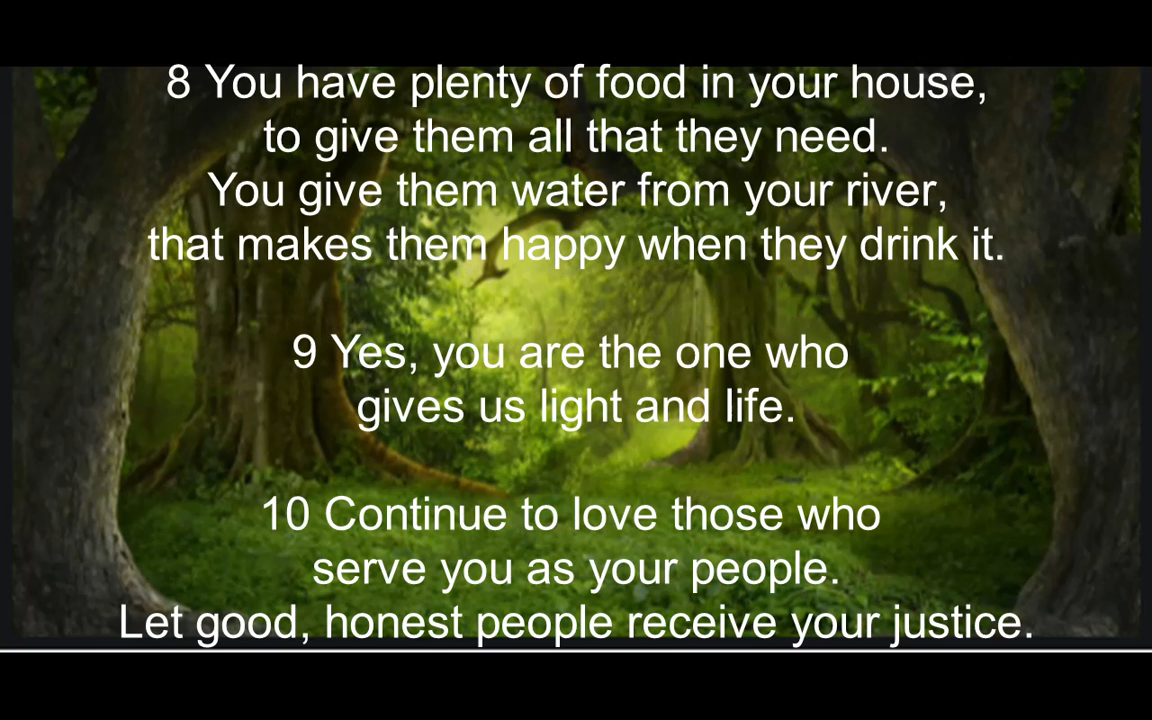 8 You have plenty of food in your house,
to give them all that they need.
You give them water from your river,
that makes them happy when they drink it.
9 Yes, you are the one who
gives us light and life.
10 Continue to love those who
serve you as your people.
Let good, honest people receive your justice.